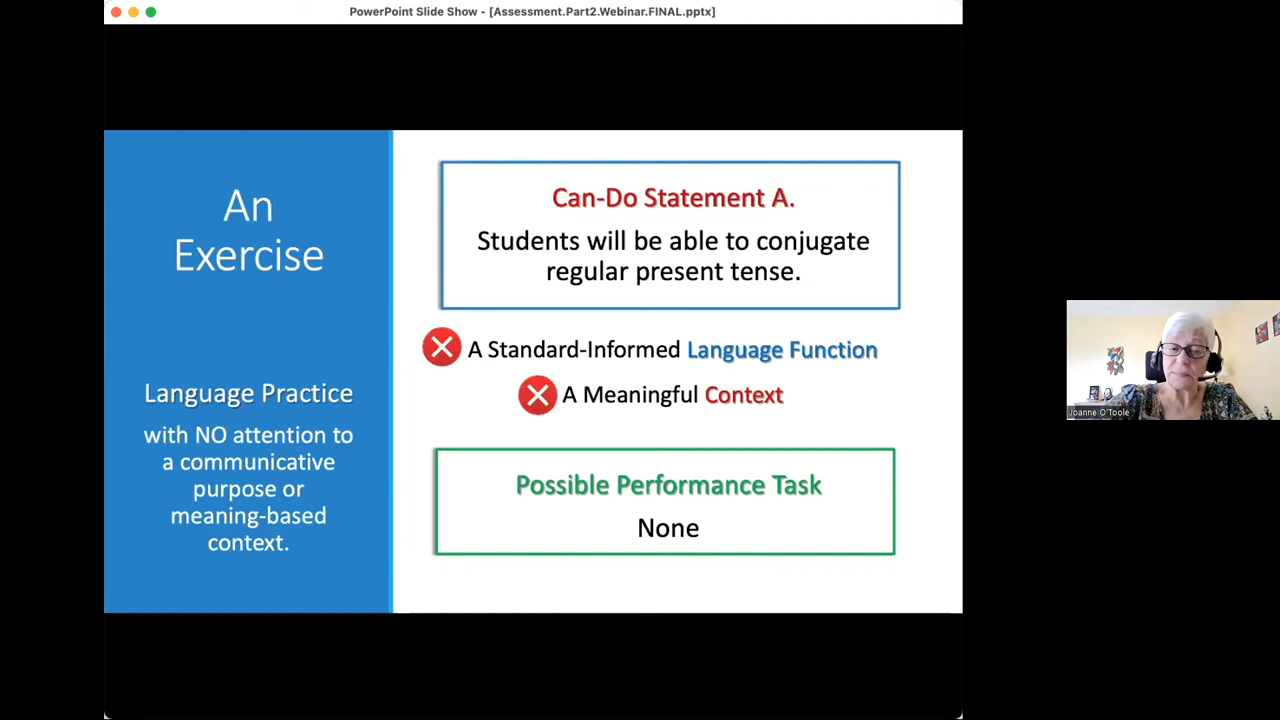 PowerPoint Slide Show - [Assessment.Part2.Webinar.FINAL.pptx]
An
Exercise
Language Practice
with NO attention to
a communicative
purpose or
meaning-based
context.
Can-Do Statement A.
Students will be able to conjugate
regular present tense.
A Standard-Informed Language Function
A Meaningful Context
Possible Performance Task
None
Joanne O'Toole